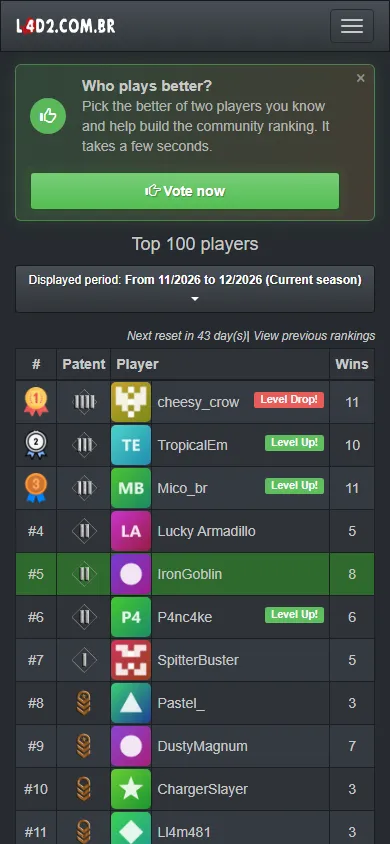 L4D2.COM.BR
Who plays better?
×
Pick the better of two players you know
and help build the community ranking. It
takes a few seconds.
Vote now
Top 100 players
Displayed period: From 11/2026 to 12/2026 (Current season)
Next reset in 43 day(s)| View previous rankings
# Patent Player Wins
1 cheesy_crow Level Drop! 11
2 TE TropicalEm Level Up! 10
3 MB Mico_br Level Up! 11
#4 LA Lucky Armadillo 5
#5 IronGoblin 8
#6 P4 P4nc4ke Level Up! 6
#7 SpitterBuster 5
#8 Pastel_ 3
#9 DustyMagnum 7
#10 ChargerSlayer 3
#11 Ll4m481 3